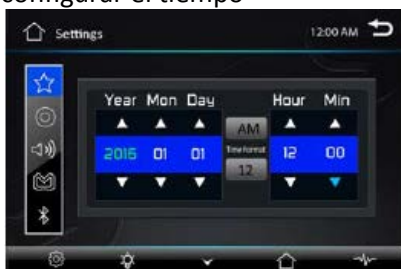 configurar el tiempo
Settings 12:00 AM
Year Mon Day Hour Min
AM
2016 01 01 Time format 12 00
12